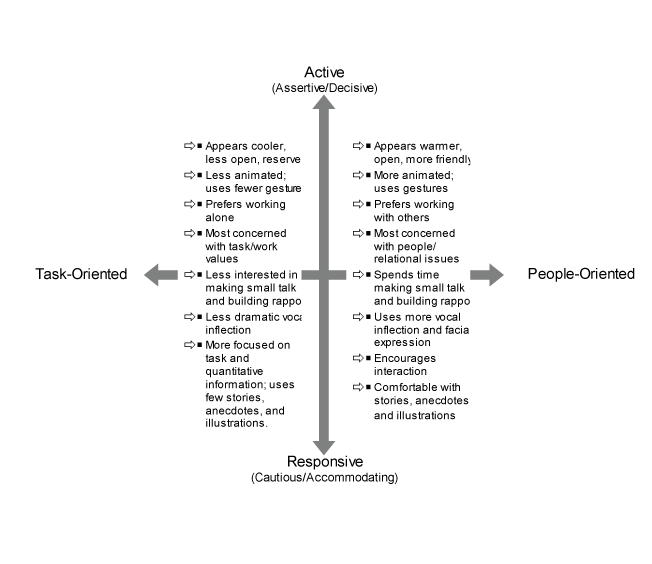 Active
(Assertive/Decisive)
Appears cooler,
less open, reserve
Less animated;
uses fewer gesture
Prefers working
alone
Most concerned
with task/work
values
Less interested in
making small talk
and building rappo
Less dramatic voca
inflection
More focused on
task and
quantitative
information; uses
few stories,
anecdotes, and
illustrations.
Appears warmer,
open, more friendly
More animated;
uses gestures
Prefers working
with others
Most concerned
with people/
relational issues
Spends time
making small talk
and building rappo
Uses more vocal
inflection and facia
expression
Encourages
interaction
Comfortable with
stories, anecdotes
and illustrations
Task-Oriented
People-Oriented
Responsive
(Cautious/Accommodating)